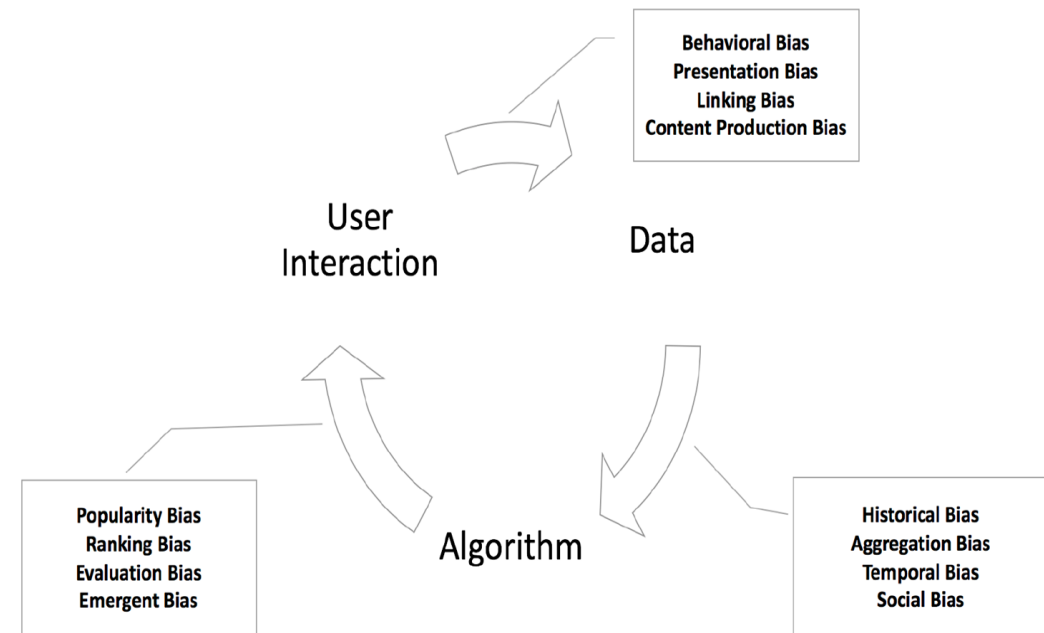 Behavioral Bias
Presentation Bias
Linking Bias
Content Production Bias
User
Interaction
Data
Algorithm
Popularity Bias
Ranking Bias
Evaluation Bias
Emergent Bias
Historical Bias
Aggregation Bias
Temporal Bias
Social Bias